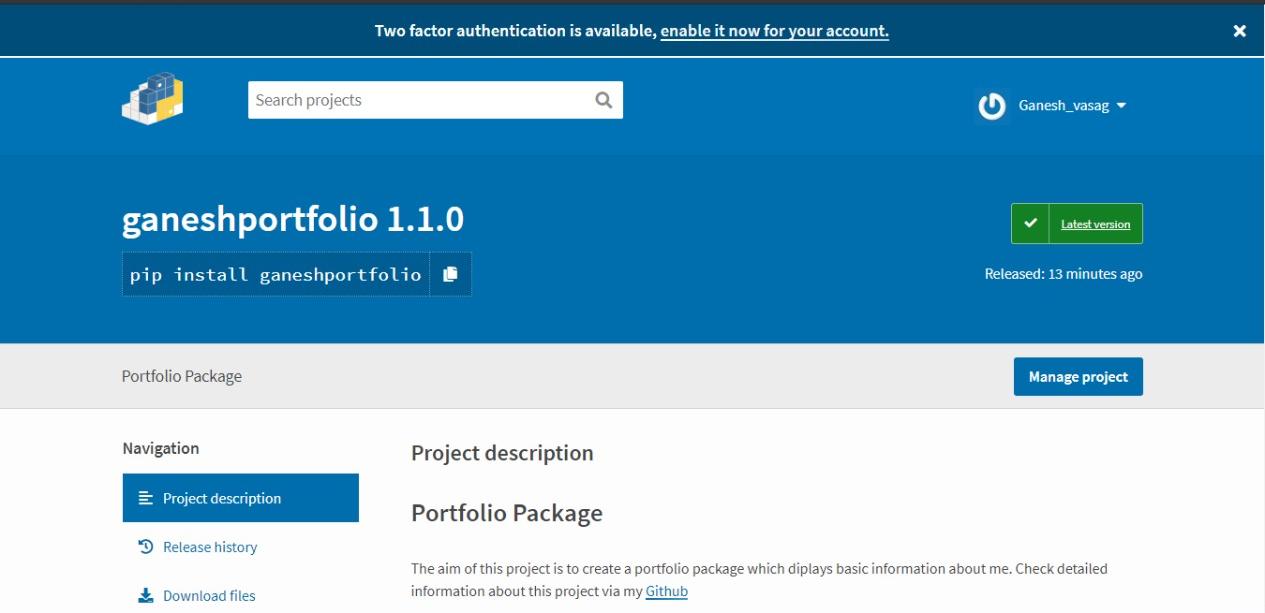 Two factor authentication is available, enable it now for your account.
Search projects
Ganesh_vasag
ganeshportfolio 1.1.0
Latest version
pip install ganeshportfolio
Released: 13 minutes ago
Portfolio Package
Manage project
Navigation
Project description
Release history
Download files
Project description
Portfolio Package
The aim of this project is to create a portfolio package which diplays basic information about me. Check detailed
information about this project via my Github